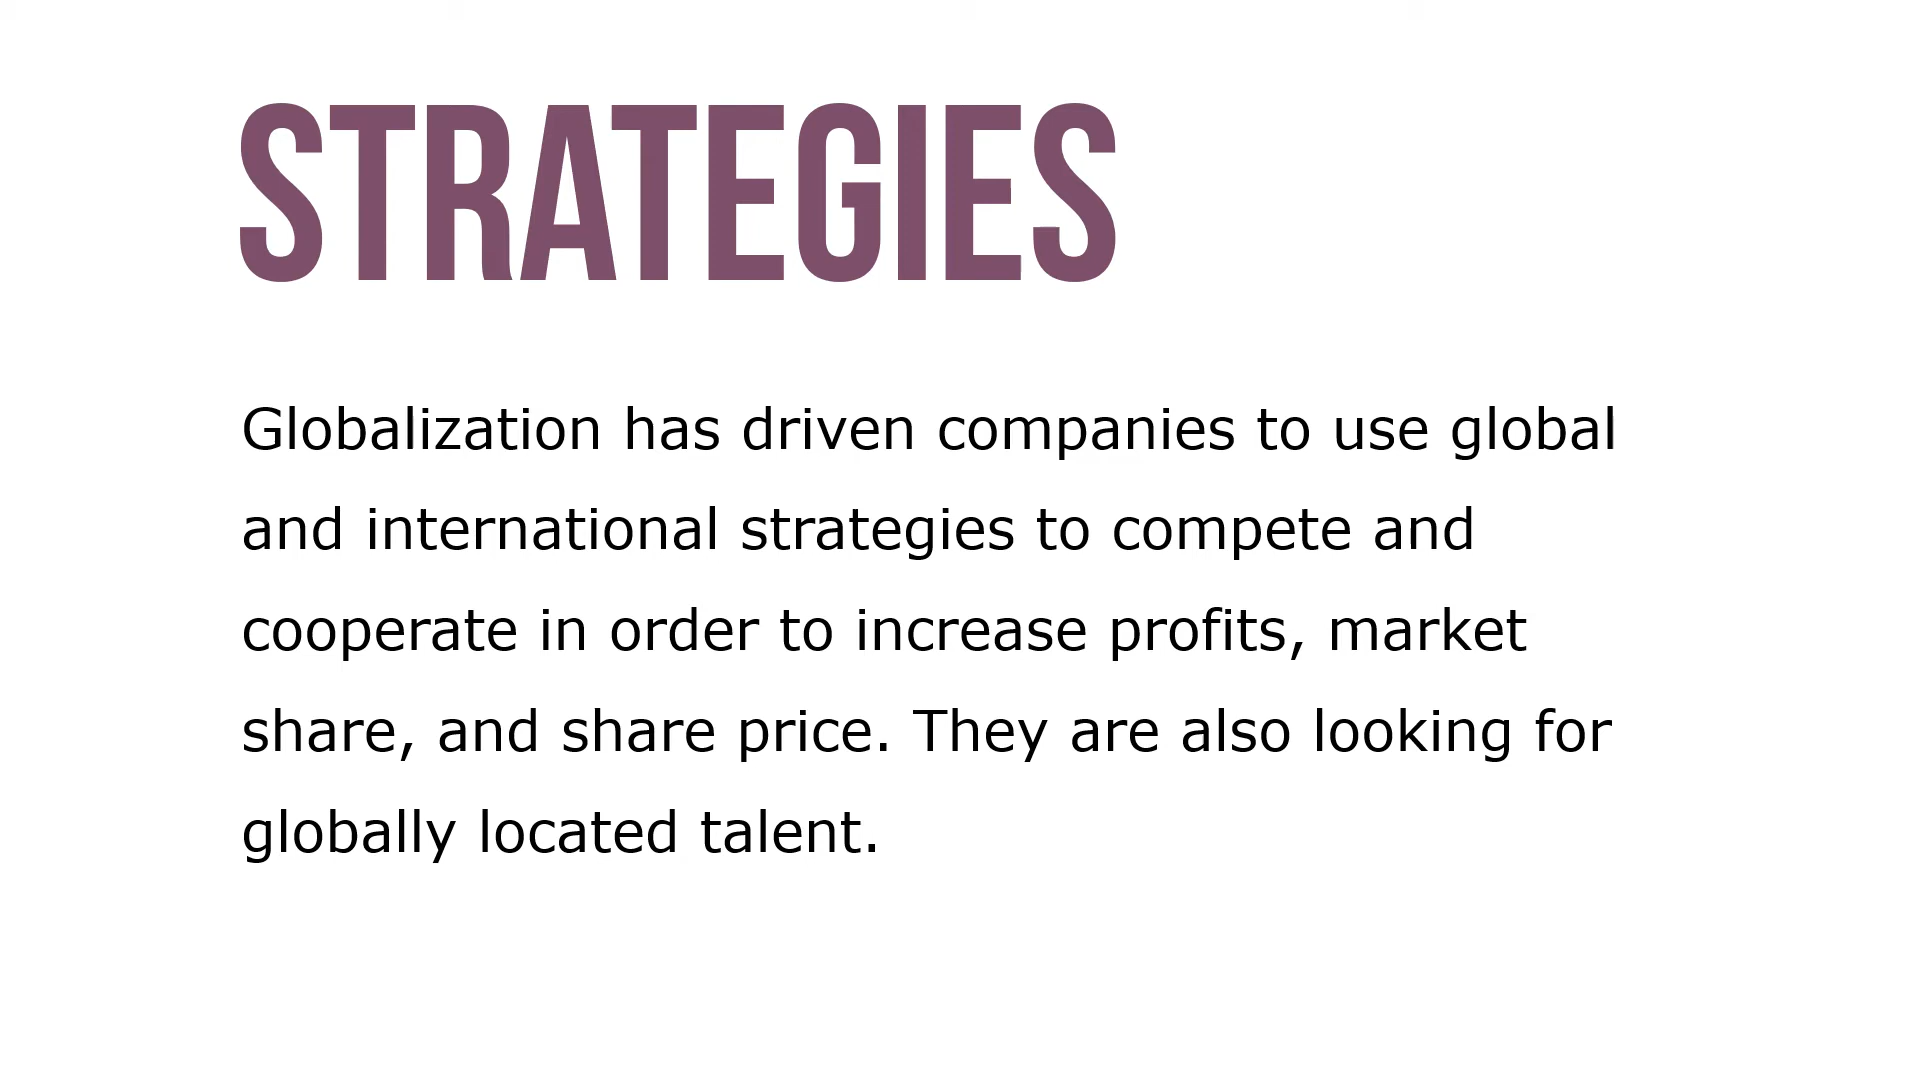 STRATEGIES
Globalization has driven companies to use global
and international strategies to compete and
cooperate in order to increase profits, market
share, and share price. They are also looking for
globally located talent.